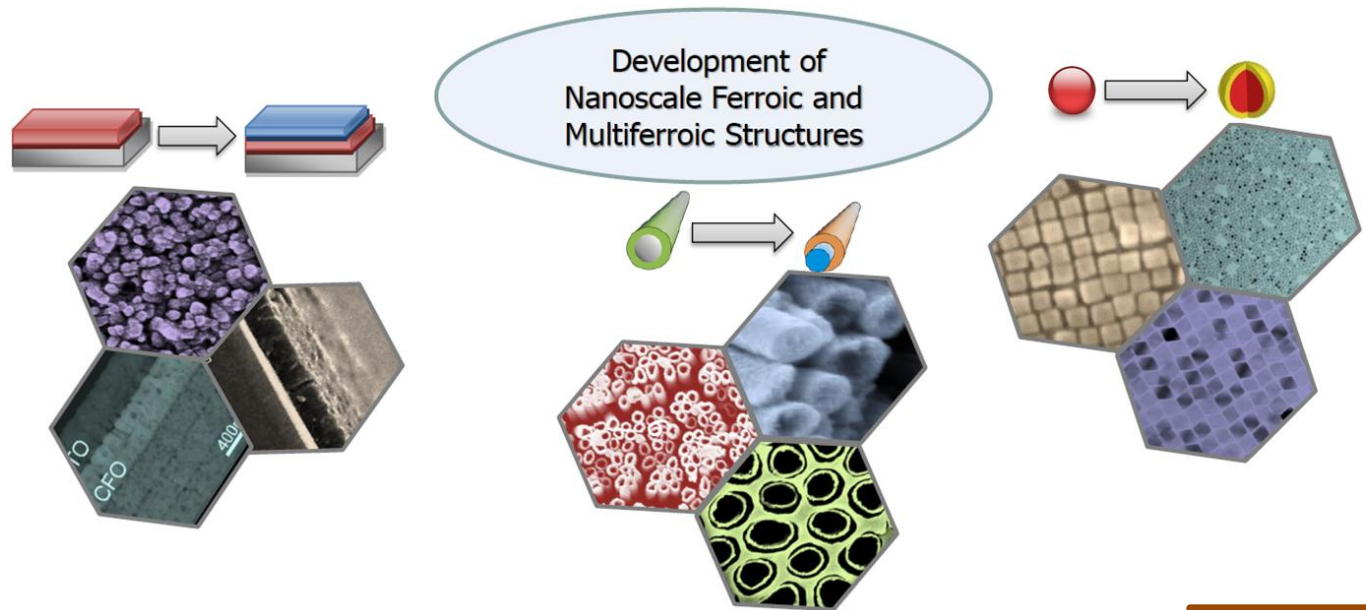 Development of
Nanoscale Ferroic and
Multiferroic Structures
TO
CFO
400